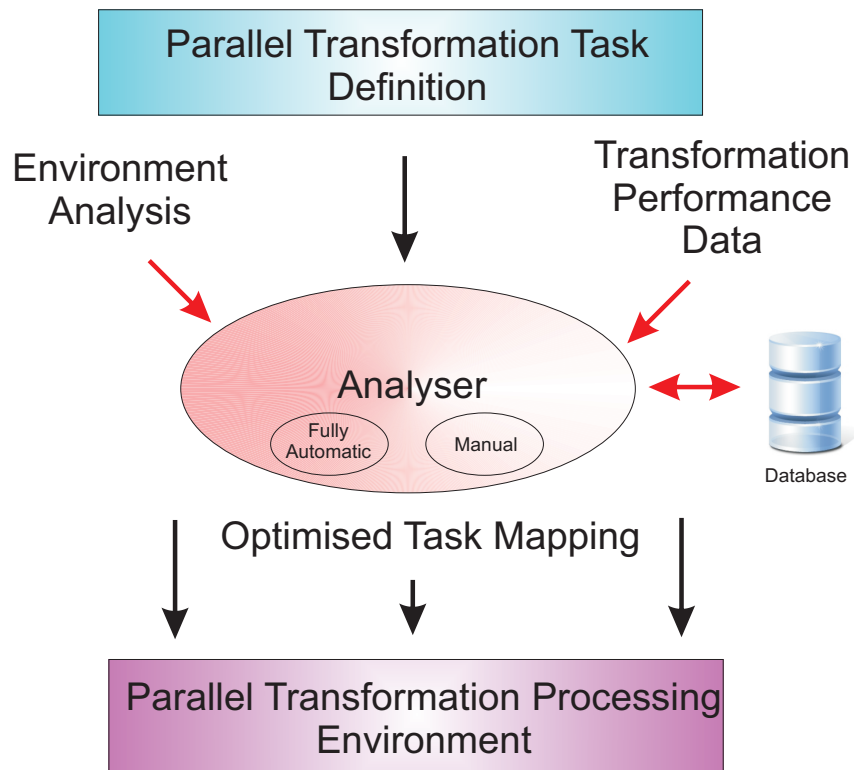 Parallel Transformation Task
Definition
Environment
Analysis
Transformation
Performance
Data
Analyser
Fully
Automatic
Manual
Database
Optimised Task Mapping
Parallel Transformation Processing
Environment